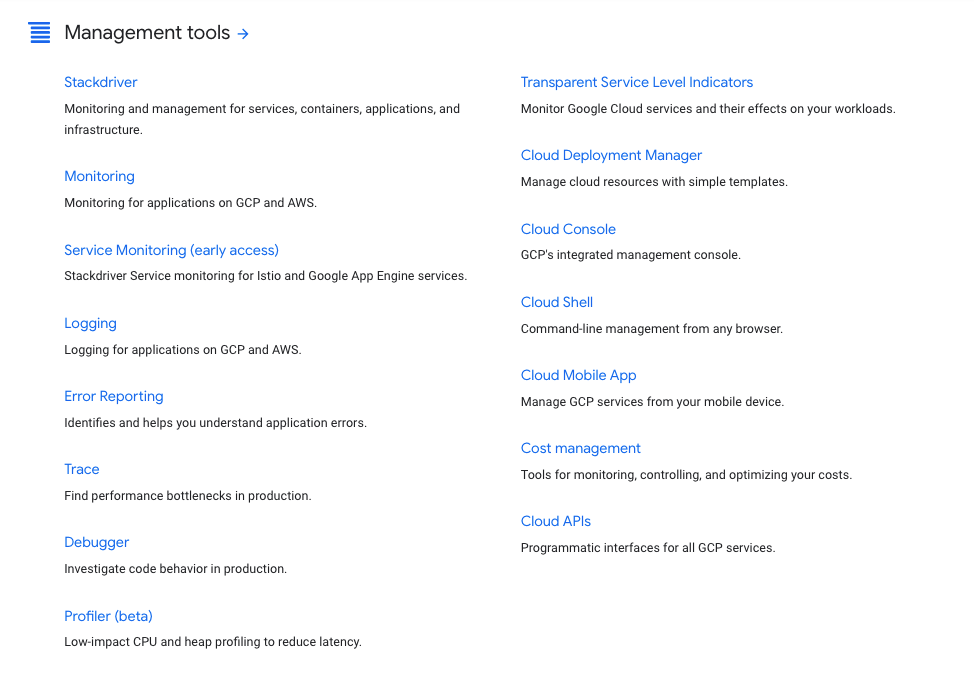 Management tools →
Stackdriver
Monitoring and management for services, containers, applications, and
infrastructure.
Monitoring
Monitoring for applications on GCP and AWS.
Service Monitoring (early access)
Stackdriver Service monitoring for Istio and Google App Engine services.
Logging
Logging for applications on GCP and AWS.
Error Reporting
Identifies and helps you understand application errors.
Trace
Find performance bottlenecks in production.
Debugger
Investigate code behavior in production.
Profiler (beta)
Low-impact CPU and heap profiling to reduce latency.
Transparent Service Level Indicators
Monitor Google Cloud services and their effects on your workloads.
Cloud Deployment Manager
Manage cloud resources with simple templates.
Cloud Console
GCP's integrated management console.
Cloud Shell
Command-line management from any browser.
Cloud Mobile App
Manage GCP services from your mobile device.
Cost management
Tools for monitoring, controlling, and optimizing your costs.
Cloud APIs
Programmatic interfaces for all GCP services.